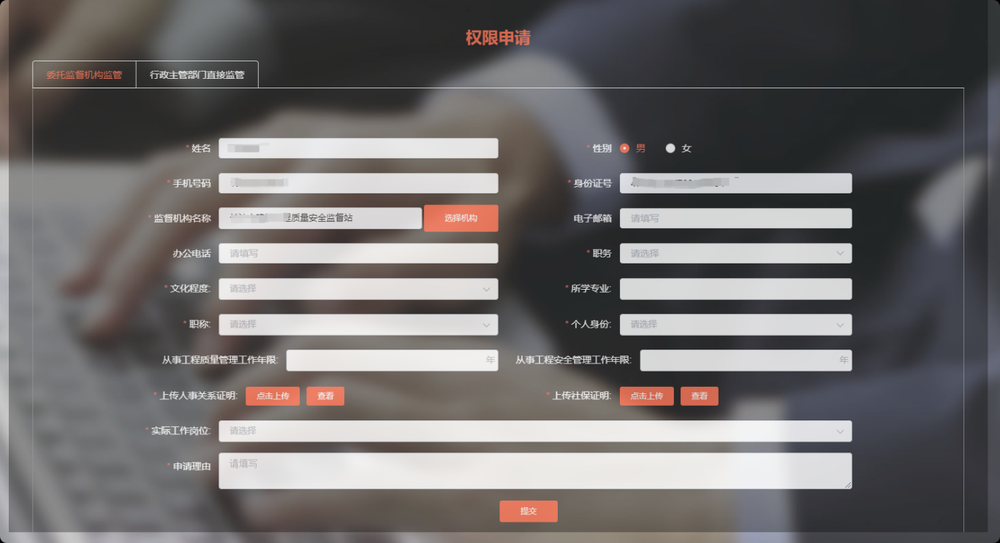 权限申请
委托监督机构监管 行政主管部门直接监管
*姓名 *性别 男 女
*手机号码 *身份证号
*监督机构名称 程质量安全监督站 选择机构 电子邮箱 请填写
办公电话 请填写 *职务 请选择
*文化程度: 请选择 *所学专业:
*职称: 请选择 *个人身份: 请选择
从事工程质量管理工作年限: 年 从事工程安全管理工作年限: 年
*上传人事关系证明: 点击上传 查看 *上传社保证明: 点击上传 查看
*实际工作岗位: 请选择
*申请理由 请填写
提交